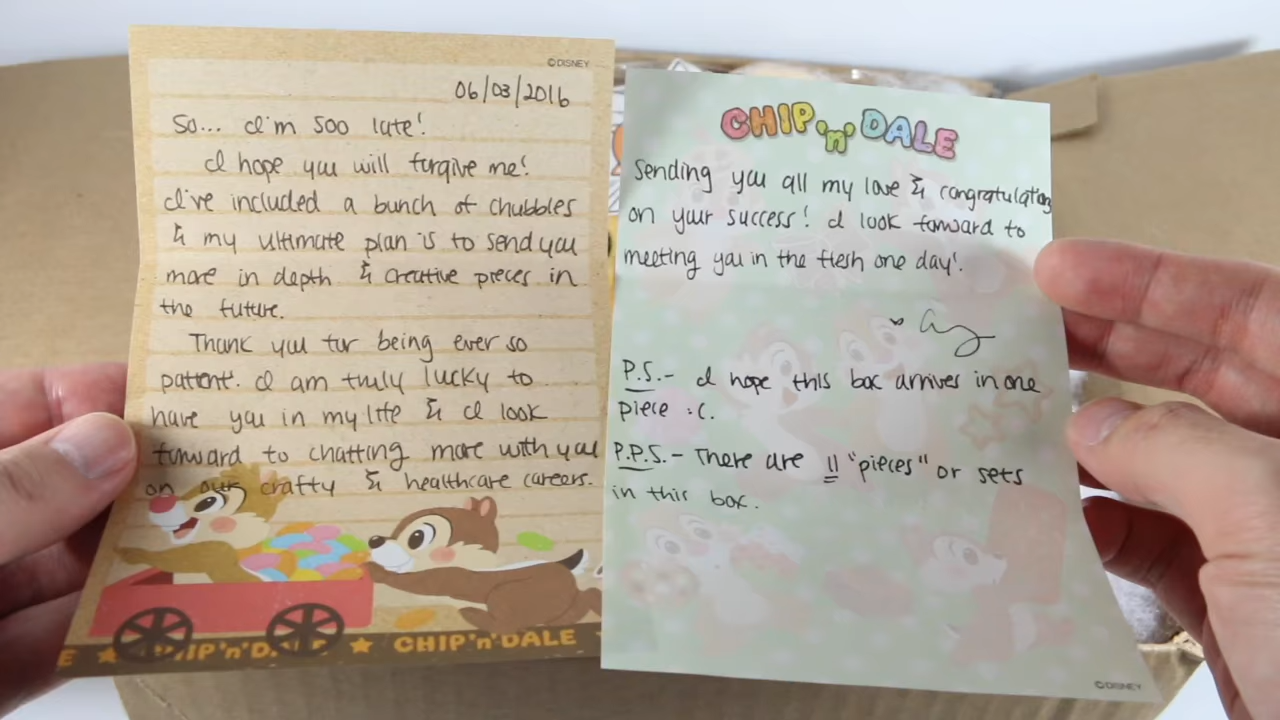 ©DISNEY
06/03/2016
So... I'm soo late!
I hope you will forgive me!
I've included a bunch of chubbles
& my ultimate plan is to send you
more in depth & creative pieces in
the future.
Thank you for being ever so
patient. I am truly lucky to
have you in my life & I look
forward to chatting more with you
on our crafty & healthcare careers.
E ★ CHIP'n'DALE ★ CHIP'n'DALE
CHIP 'n' DALE
Sending you all my love & congratulations
on your success! I look forward to
meeting you in the flesh one day!
P.S.- I hope this box arrives in one
piece :c.
P.P.S.- There are 11 "pieces" or sets
in this box.
©DISNEY